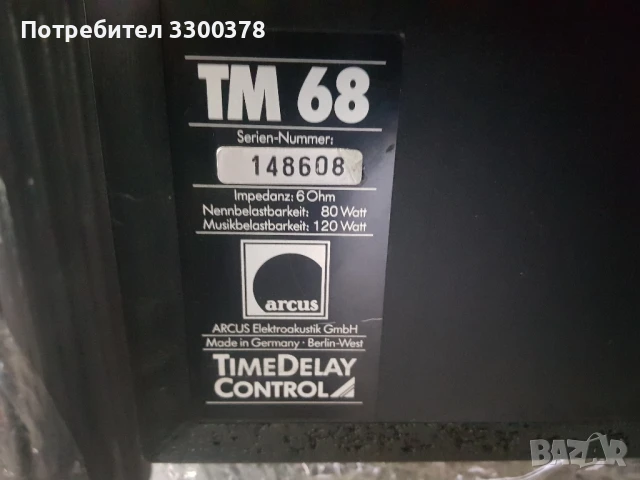 Потребител 3300378
TM 68
Serien-Nummer:
148608
Impedanz: 6 Ohm
Nennbelastbarkeit: 80 Watt
Musikbelastbarkeit: 120 Watt
arcus
ARCUS Elektroakustik GmbH
Made in Germany · Berlin-West
TIMEDELAY
CONTROL
BAZAR